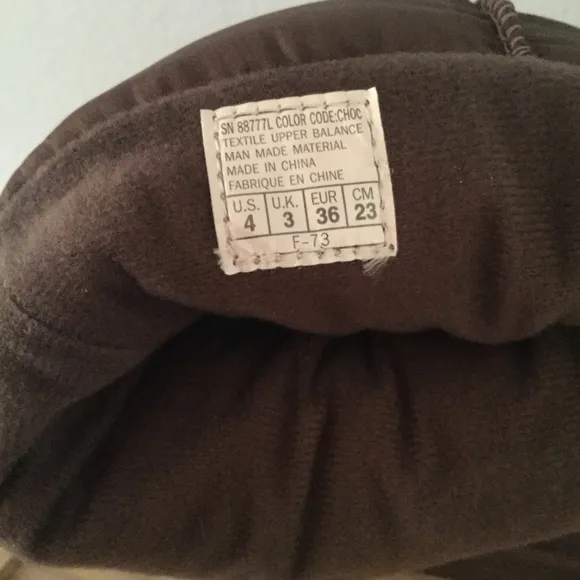 SN 88777L COLOR CODE:CHOC
TEXTILE UPPER BALANCE
MAN MADE MATERIAL
MADE IN CHINA
FABRIQUE EN CHINE
U.S. U.K. EUR CM
4 3 36 23
F-73